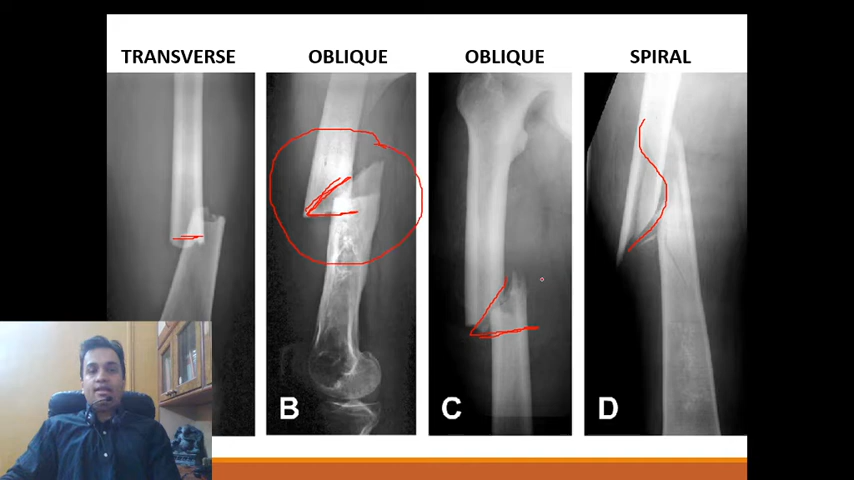 TRANSVERSE
OBLIQUE
OBLIQUE
SPIRAL
B
C
D